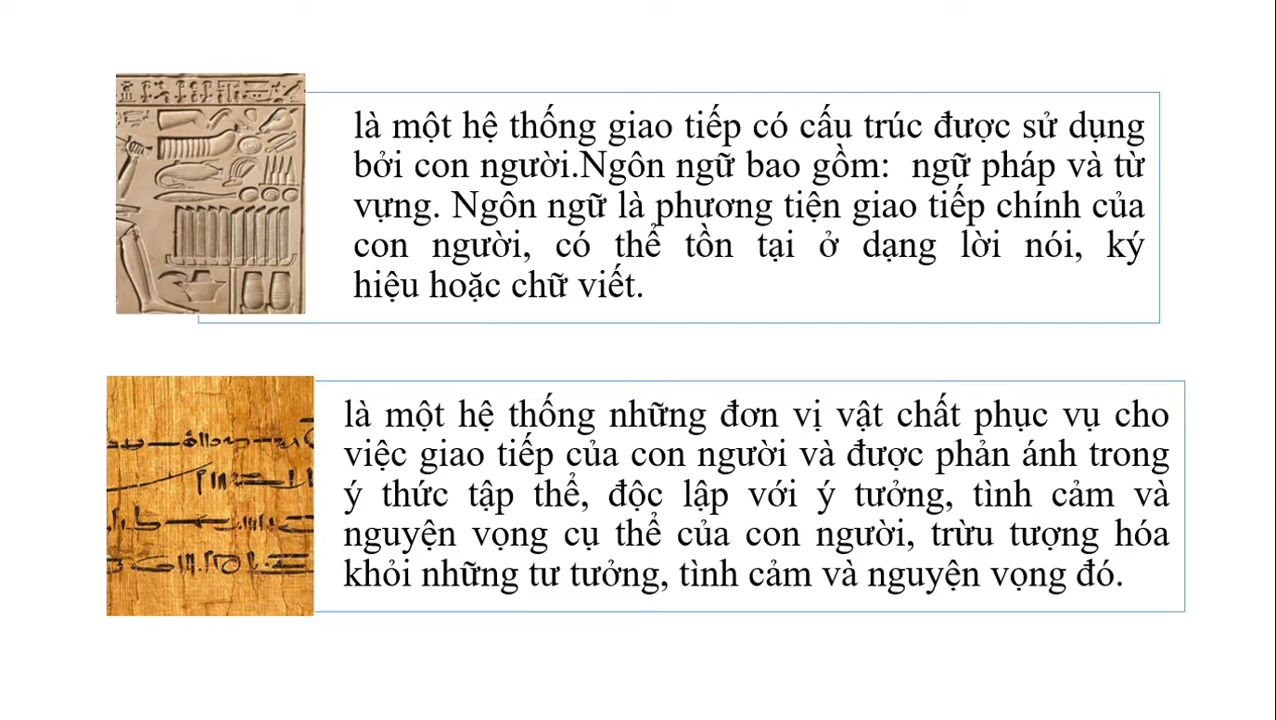 là một hệ thống giao tiếp có cấu trúc được sử dụng
bởi con người.Ngôn ngữ bao gồm:  ngữ pháp và từ
vựng. Ngôn ngữ là phương tiện giao tiếp chính của
con người, có thể tồn tại ở dạng lời nói, ký
hiệu hoặc chữ viết.
là một hệ thống những đơn vị vật chất phục vụ cho
việc giao tiếp của con người và được phản ánh trong
ý thức tập thể, độc lập với ý tưởng, tình cảm và
nguyện vọng cụ thể của con người, trừu tượng hóa
khỏi những tư tưởng, tình cảm và nguyện vọng đó.